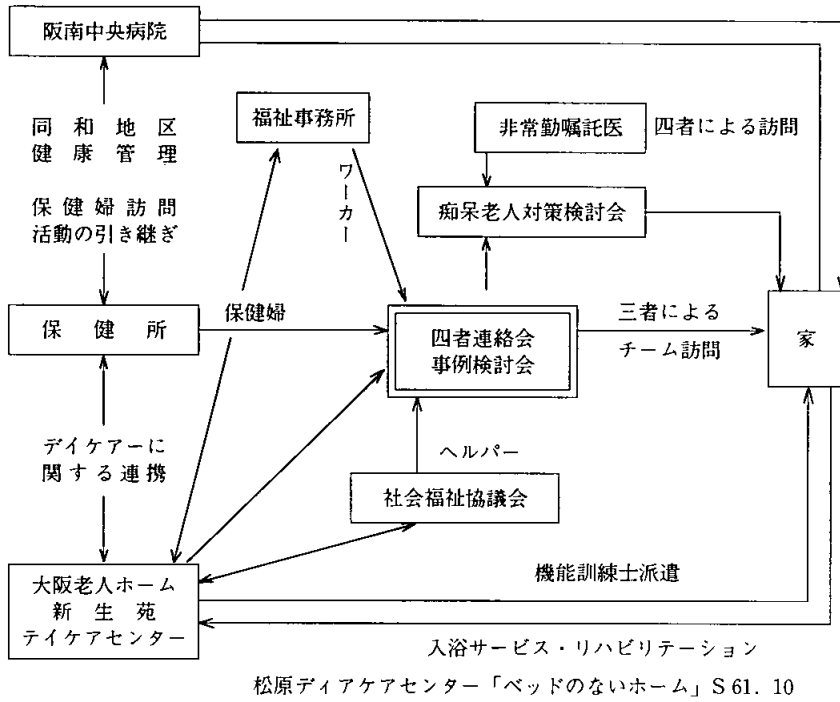 阪南中央病院
同和地区
健康管理
保健婦訪問
活動の引き継ぎ
福祉事務所
ワーカー
非常勤嘱託医
四者による訪問
痴呆老人対策検討会
保健所
保健婦
四者連絡会
事例検討会
三者による
チーム訪問
家
デイケアーに
関する連携
ヘルパー
社会福祉協議会
大阪老人ホーム
新生苑
テイケアセンター
機能訓練士派遣
入浴サービス・リハビリテーション
松原ディアケアセンター「ベッドのないホーム」S 61. 10